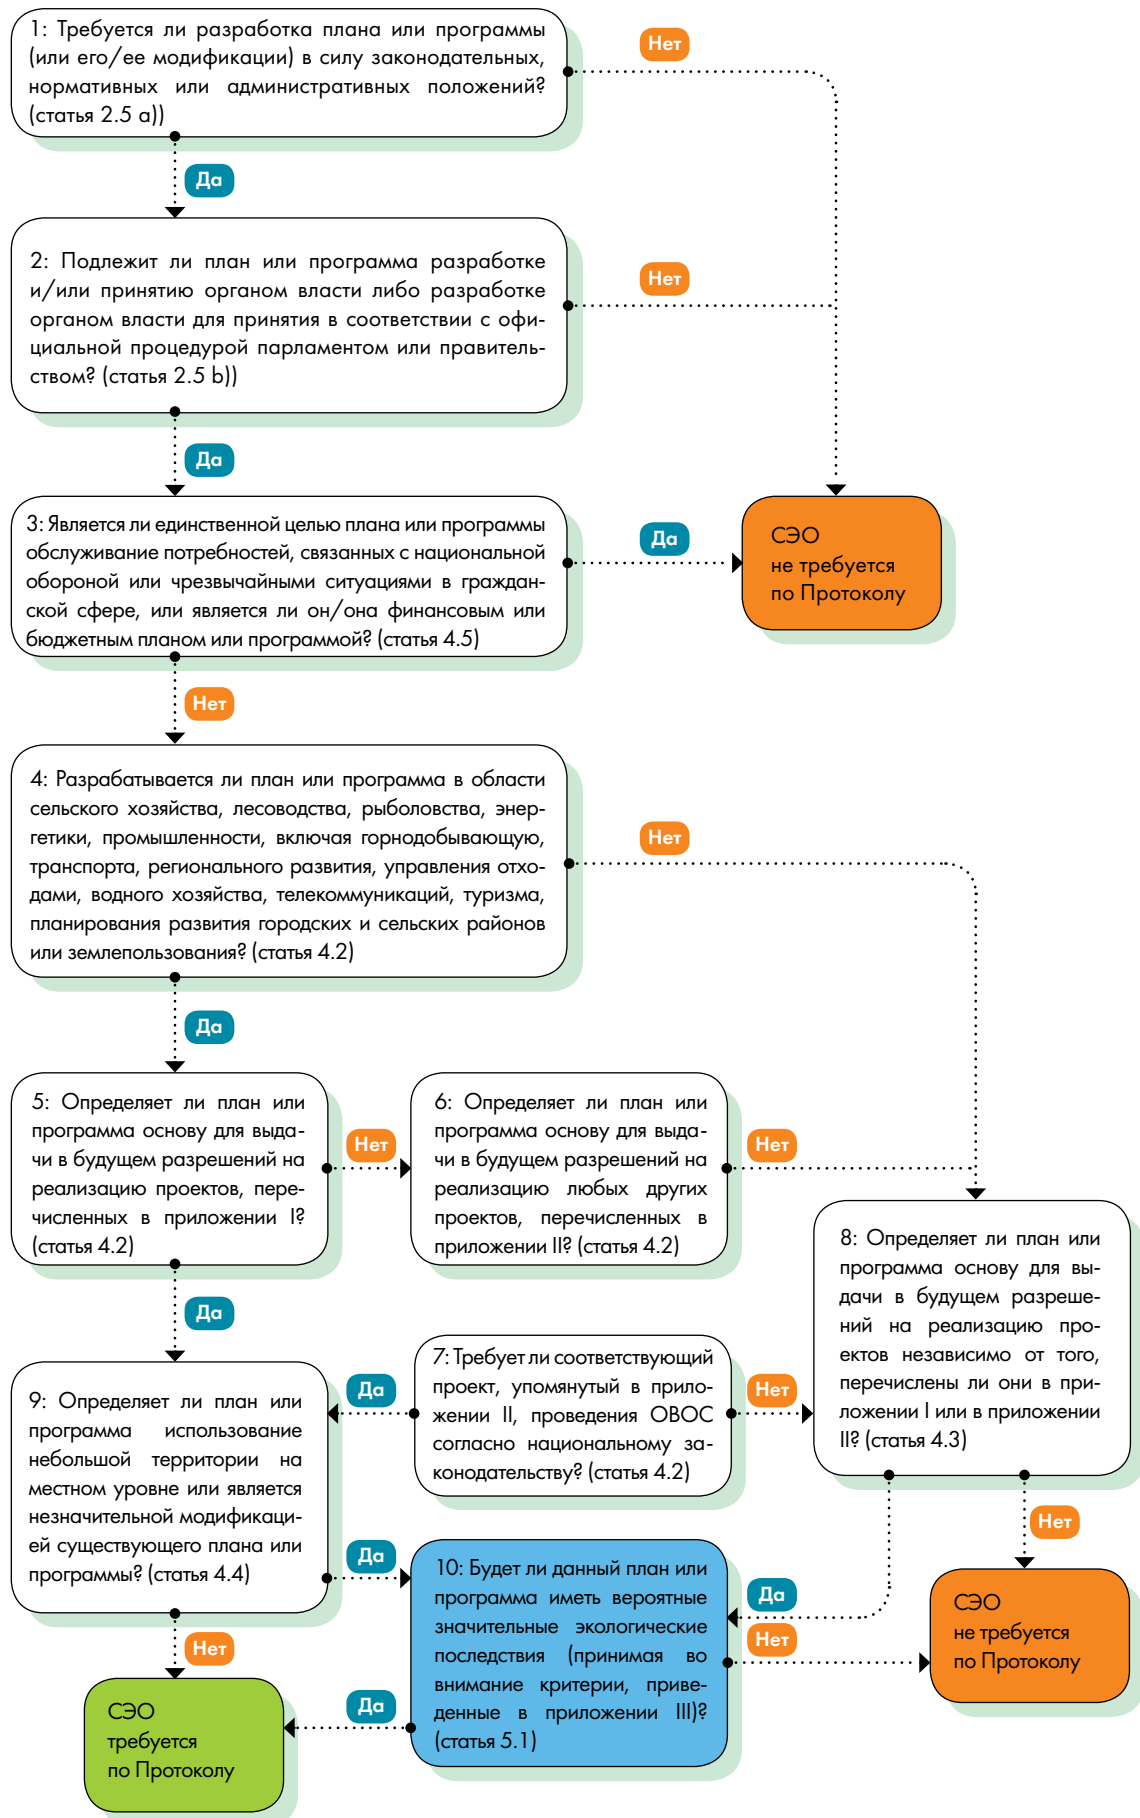 1: Требуется ли разработка плана или программы
(или его/ее модификации) в силу законодательных,
нормативных или административных положений?
(статья 2.5 a))
Нет
Да
2: Подлежит ли план или программа разработке
и/или принятию органом власти либо разработке
органом власти для принятия в соответствии с офи-
циальной процедурой парламентом или правитель-
ством? (статья 2.5 b))
Нет
Да
3: Является ли единственной целью плана или программы
обслуживание потребностей, связанных с национальной
обороной или чрезвычайными ситуациями в граждан-
ской сфере, или является ли он/она финансовым или
бюджетным планом или программой? (статья 4.5)
Да
СЭО
не требуется
по Протоколу
Нет
4: Разрабатывается ли план или программа в области
сельского хозяйства, лесоводства, рыболовства, энер-
гетики, промышленности, включая горнодобывающую,
транспорта, регионального развития, управления отхо-
дами, водного хозяйства, телекоммуникаций, туризма,
планирования развития городских и сельских районов
или землепользования? (статья 4.2)
Нет
Да
5: Определяет ли план или
программа основу для выда-
чи в будущем разрешений на
реализацию проектов, пере-
численных в приложении I?
(статья 4.2)
Нет
6: Определяет ли план или
программа основу для выда-
чи в будущем разрешений на
реализацию любых других
проектов, перечисленных в
приложении II? (статья 4.2)
Нет
8: Определяет ли план или
программа основу для вы-
дачи в будущем разреше-
ний на реализацию про-
ектов независимо от того,
перечислены ли они в при-
ложении I или в приложении
II? (статья 4.3)
Да
7: Требует ли соответствующий
проект, упомянутый в прило-
жении II, проведения ОВОС
согласно национальному за-
конодательству? (статья 4.2)
Да
Нет
9: Определяет ли план или
программа использование
небольшой территории на
местном уровне или является
незначительной модификаци-
ей существующего плана или
программы? (статья 4.4)
Да
Нет
10: Будет ли данный план или
программа иметь вероятные
значительные экологические
последствия (принимая во
внимание критерии, приве-
денные в приложении III)?
(статья 5.1)
Да
Нет
СЭО
не требуется
по Протоколу
Нет
Да
СЭО
требуется
по Протоколу